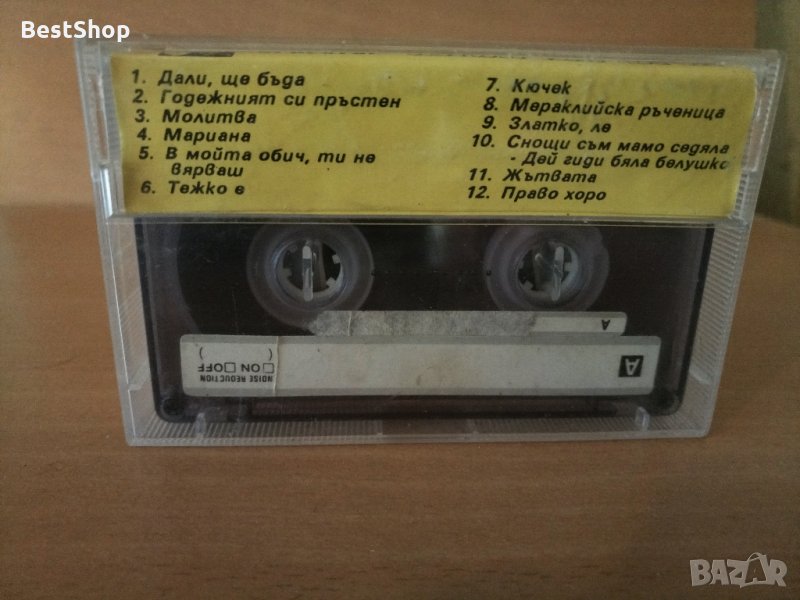 BestShop
1. Дали, ще бъда
2. Годежният си пръстен
3. Молитва
4. Мариана
5. В мойта обич, ти не
вярваш
6. Тежко е
7. Кючек
8. Мераклийска ръченица
9. Златко, ле
10. Снощи съм мамо седяла
- Дей гиди бяла белушко
11. Жътвата
12. Право хоро
A
A
NOISE REDUCTION
□ON □OFF
( )
BAZAR